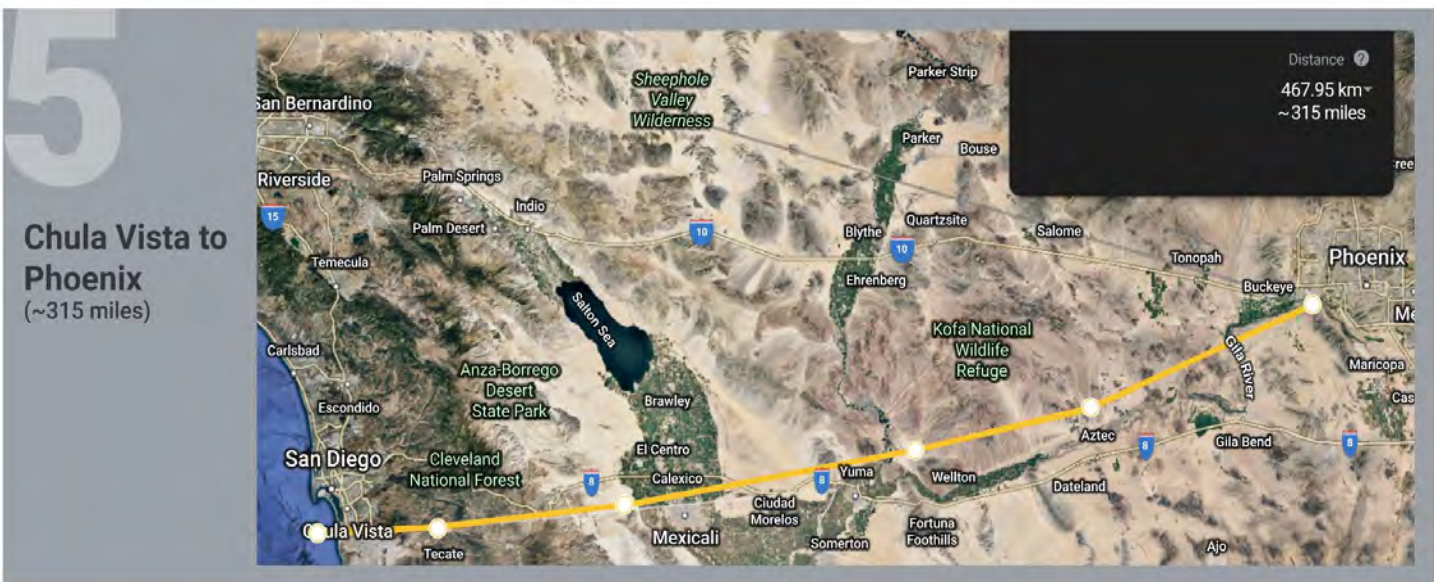 5
Chula Vista to
Phoenix
(~315 miles)
Distance ?
467.95 km
~315 miles
Parker Strip
Sheephole
Valley
Wilderness
San Bernardino
Parker
Bouse
Riverside
Palm Springs
15
Indio
Palm Desert
10
Blythe
Quartzsite
10
Salome
Temecula
Tonopah
Phoenix
Ehrenberg
Buckeye
Salton Sea
Kofa National
Wildlife
Refuge
Gila River
Carlsbad
Anza-Borrego
Desert
State Park
Maricopa
Escondido
Brawley
Aztec
8
Gila Bend
8
San Diego
El Centro
Cleveland
National Forest
8
Calexico
8
Yuma
Wellton
Dateland
Ciudad
Morelos
Chula Vista
Tecate
Mexicali
Somerton
Fortuna
Foothills
Ajo